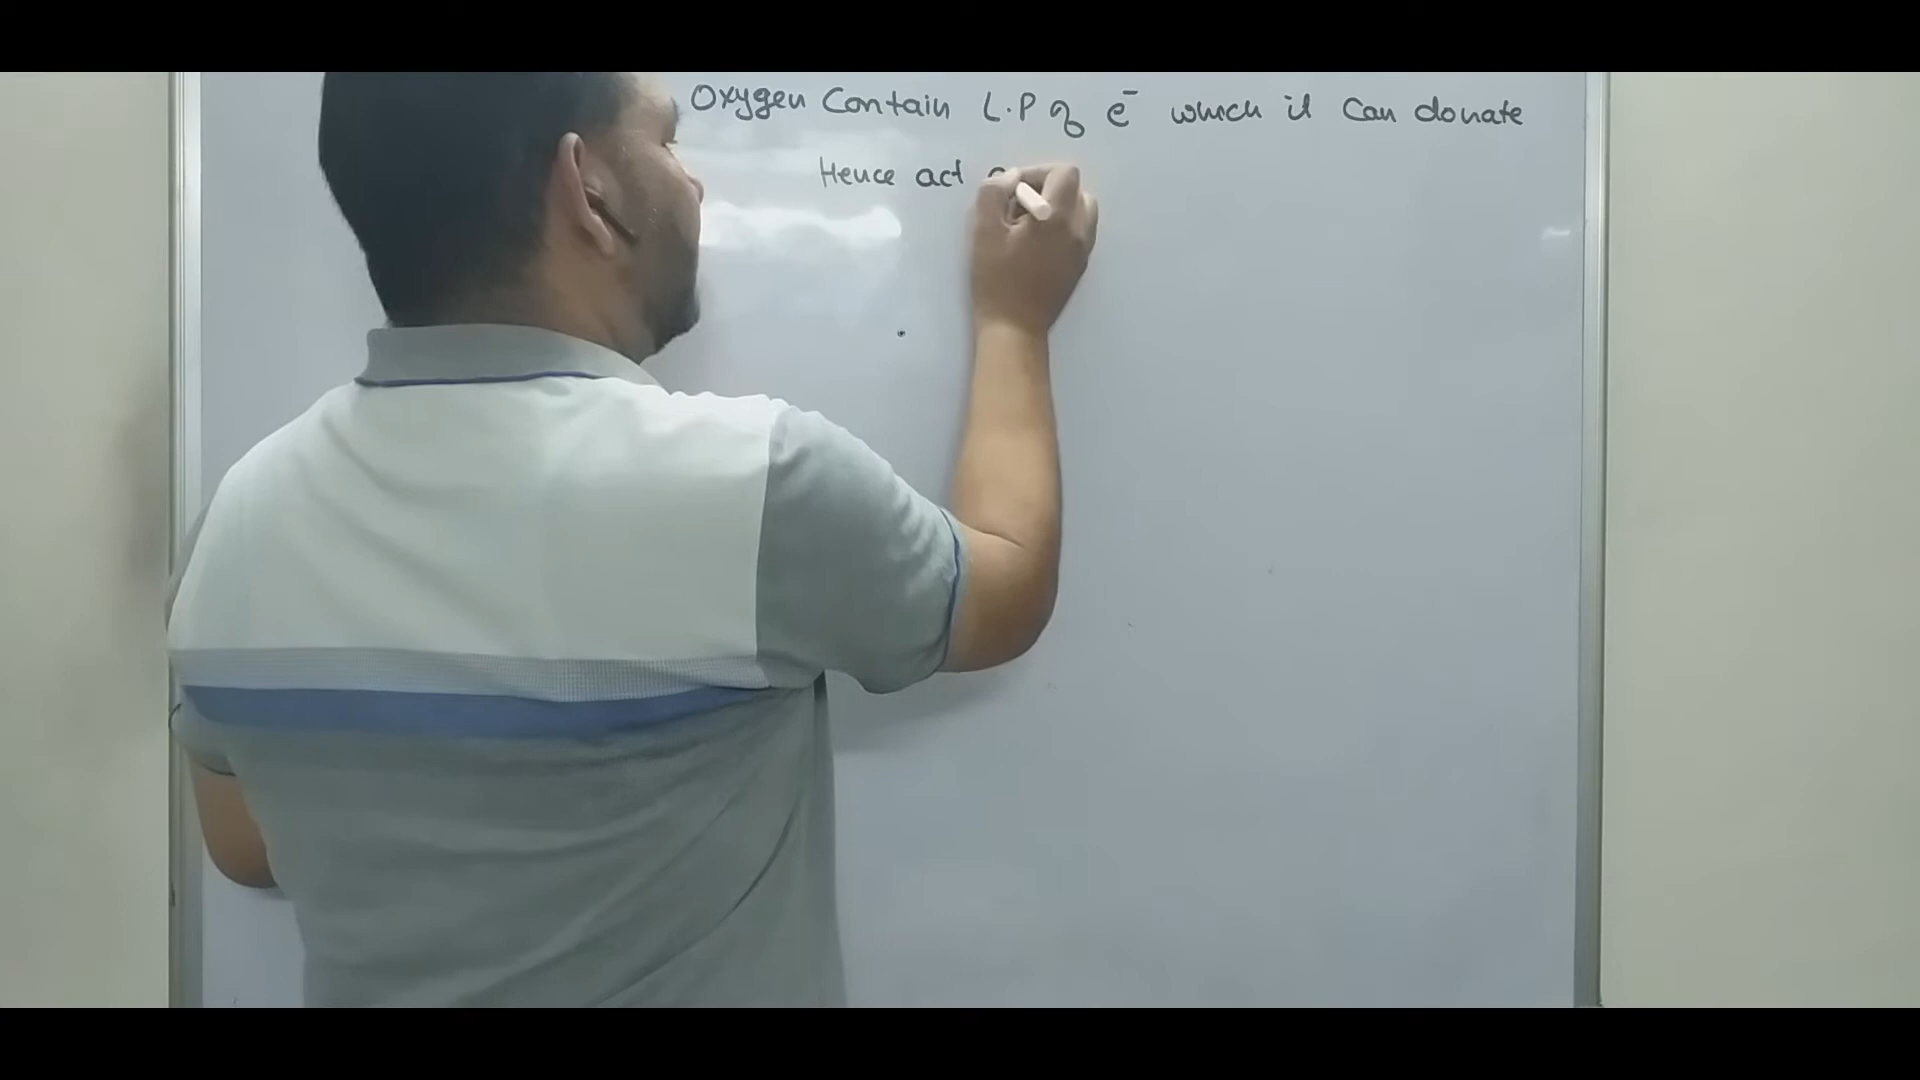 Oxygen Contain L.P of e⁻ which it Can donate
Hence act